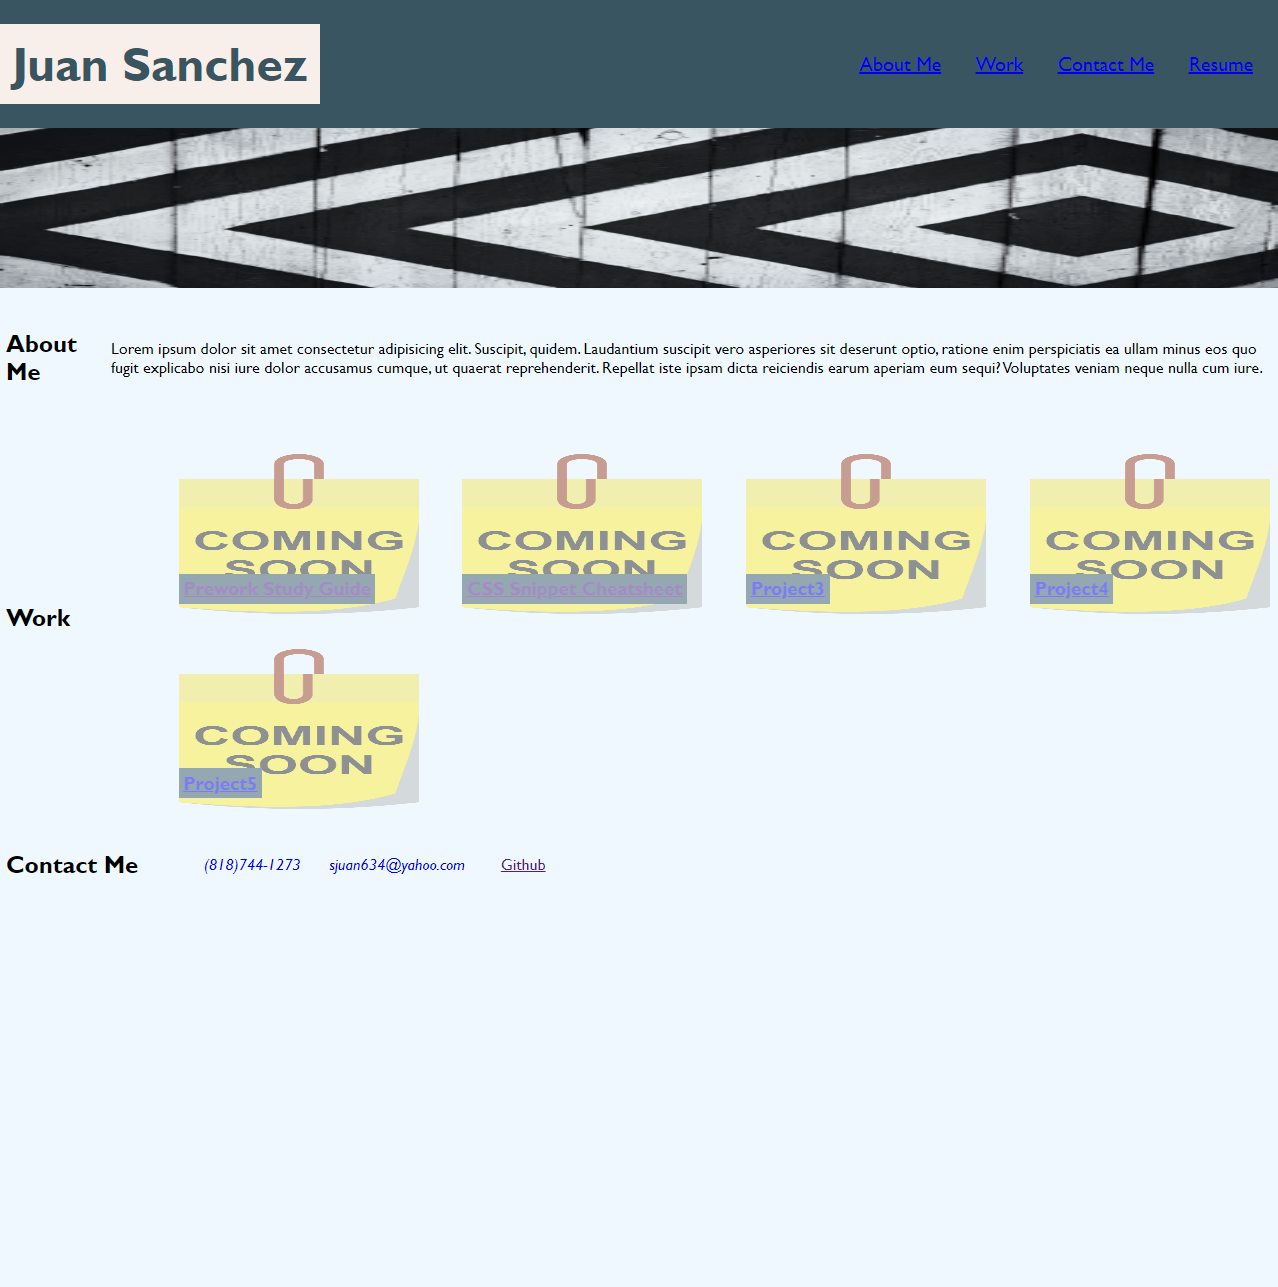 Juan Sanchez
About Me
Work
Contact Me
Resume
About
Me
Lorem ipsum dolor sit amet consectetur adipisicing elit. Suscipit, quidem. Laudantium suscipit vero asperiores sit deserunt optio, ratione enim perspiciatis ea ullam minus eos quo
fugit explicabo nisi iure dolor accusamus cumque, ut quaerat reprehenderit. Repellat iste ipsam dicta reiciendis earum aperiam eum sequi? Voluptates veniam neque nulla cum iure.
Work
COMING
SOON
Prework Study Guide
COMING
SOON
CSS Snippet Cheatsheet
COMING
SOON
Project3
COMING
SOON
Project4
COMING
SOON
Project5
Contact Me
(818)744-1273
sjuan634@yahoo.com
Github